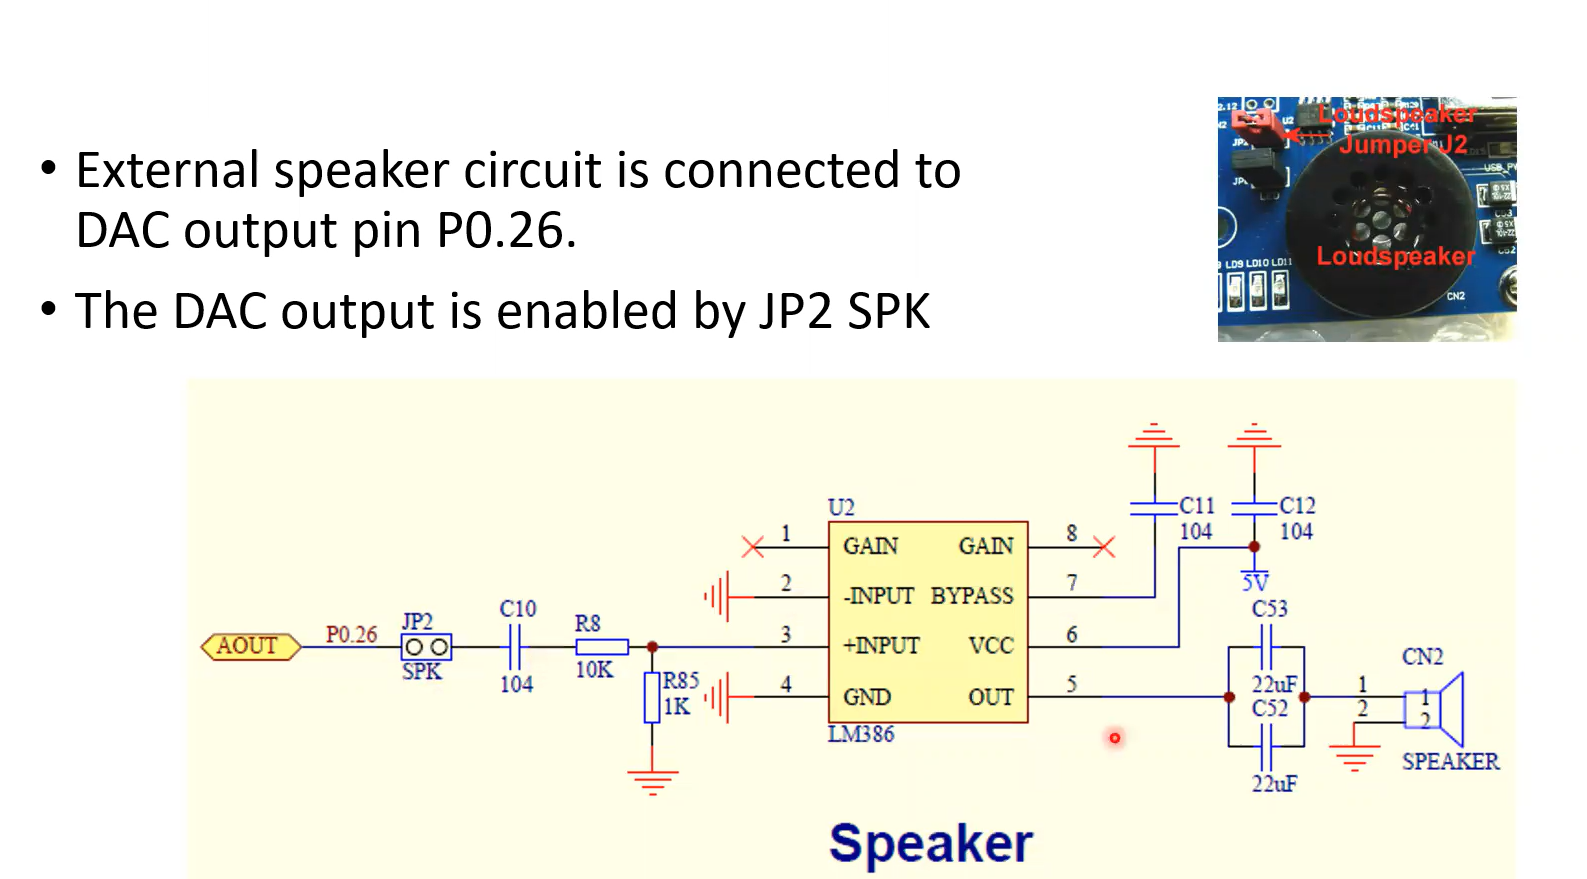 • External speaker circuit is connected to
DAC output pin P0.26.
• The DAC output is enabled by JP2 SPK
Loudspeaker
Jumper J2
Loudspeaker
LD9 LD10 LD11
CN2
U2
1 GAIN GAIN 8
2 -INPUT BYPASS 7
3 +INPUT VCC 6
4 GND OUT 5
LM386
AOUT
P0.26
JP2
SPK
C10
104
R8
10K
R85
1K
C11
104
C12
104
5V
C53
22uF
C52
22uF
CN2
1 1
2 2
SPEAKER
Speaker